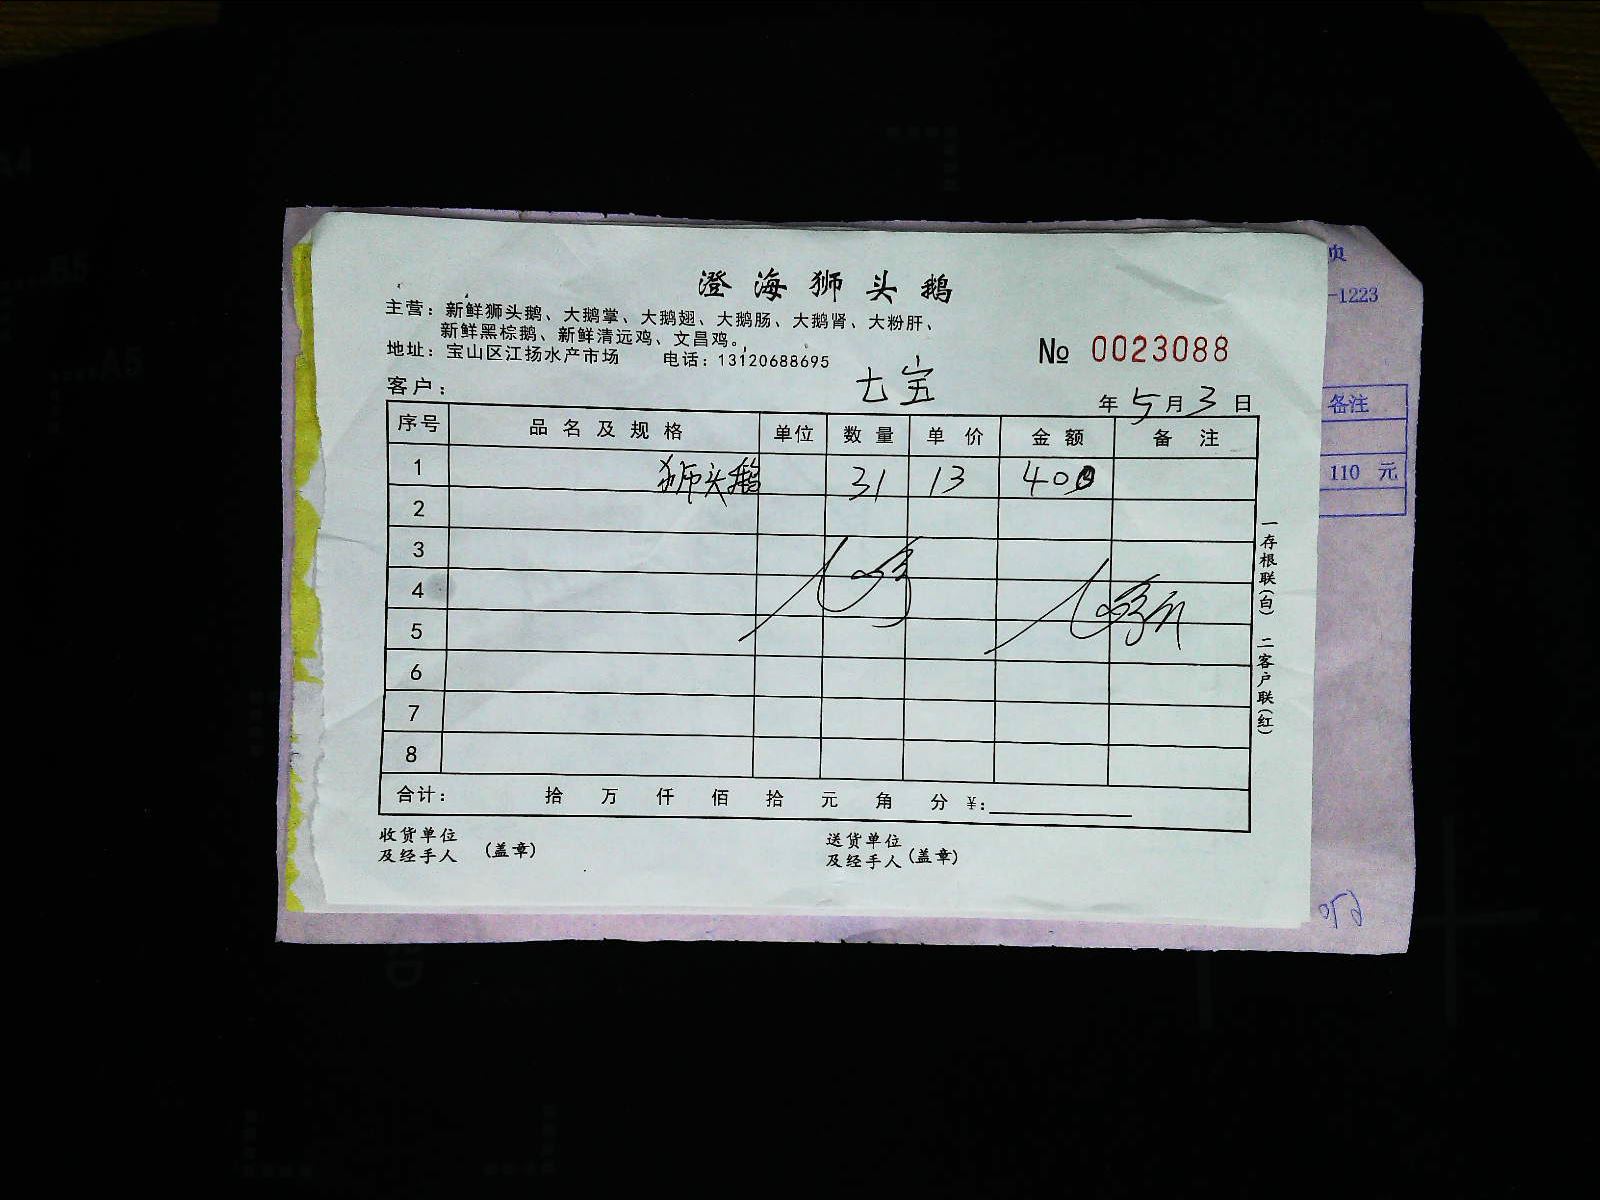 澄海狮头鹅
主营：新鲜狮头鹅、大鹅掌、大鹅翅、大鹅肠、大鹅肾、大粉肝、
新鲜黑棕鹅、新鲜清远鸡、文昌鸡。
地址：宝山区江扬水产市场 电话：13120688695
№ 0023088
客户： 七宝
年 5 月 3 日
序号 品名及规格 单位 数量 单价 金额 备注
1 狮头鹅 31 13 400
2
3
4
5
6
7
8
合计： 拾 万 仟 佰 拾 元 角 分 ￥：
收货单位
及经手人 （盖章）
送货单位
及经手人（盖章）
一存根联（白） 二客户联（红）
页
-1223
备注
110 元
A5